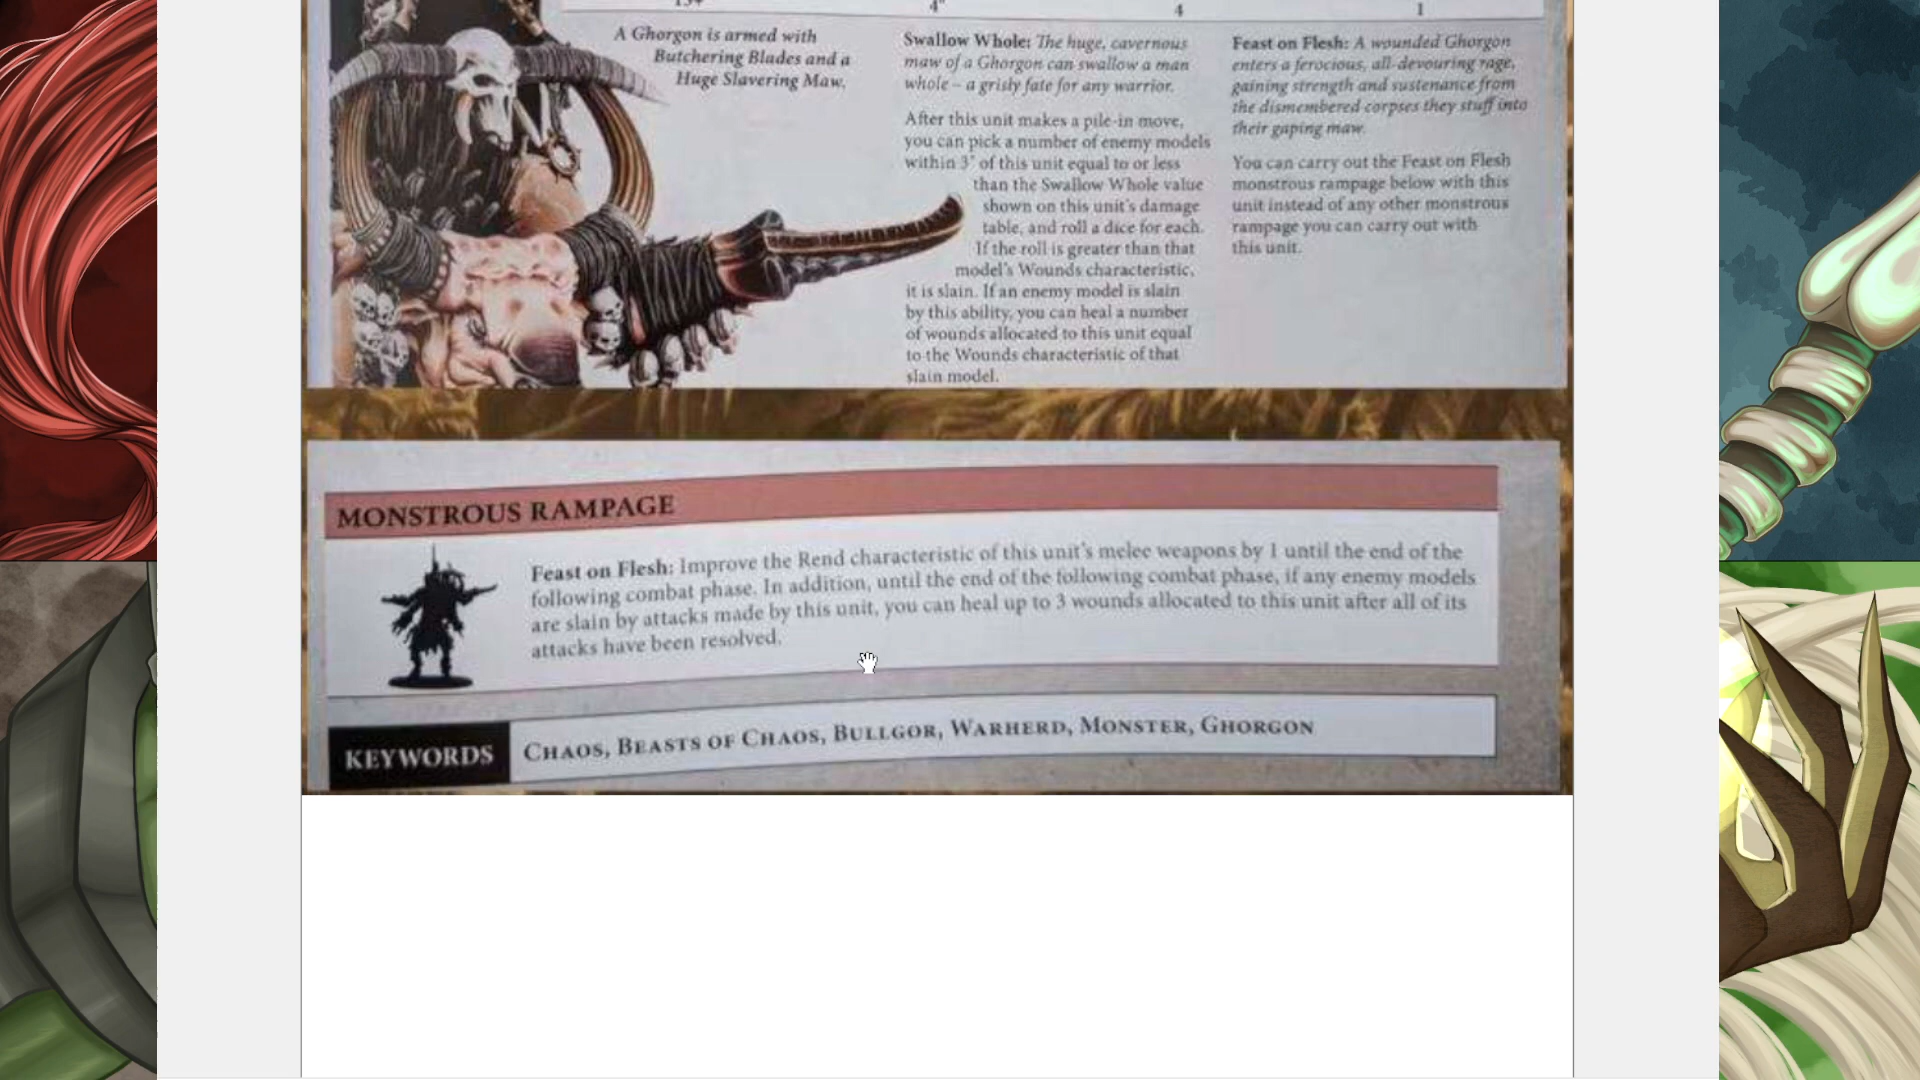 4"
4
1
A Ghorgon is armed with
Butchering Blades and a
Huge Slavering Maw.
Swallow Whole: The huge, cavernous
maw of a Ghorgon can swallow a man
whole – a grisly fate for any warrior.
After this unit makes a pile-in move,
you can pick a number of enemy models
within 3" of this unit equal to or less
than the Swallow Whole value
shown on this unit's damage
table, and roll a dice for each.
If the roll is greater than that
model's Wounds characteristic,
it is slain. If an enemy model is slain
by this ability, you can heal a number
of wounds allocated to this unit equal
to the Wounds characteristic of that
slain model.
Feast on Flesh: A wounded Ghorgon
enters a ferocious, all-devouring rage,
gaining strength and sustenance from
the dismembered corpses they stuff into
their gaping maw.
You can carry out the Feast on Flesh
monstrous rampage below with this
unit instead of any other monstrous
rampage you can carry out with
this unit.
MONSTROUS RAMPAGE
Feast on Flesh: Improve the Rend characteristic of this unit's melee weapons by 1 until the end of the
following combat phase. In addition, until the end of the following combat phase, if any enemy models
are slain by attacks made by this unit, you can heal up to 3 wounds allocated to this unit after all of its
attacks have been resolved.
KEYWORDS CHAOS, BEASTS OF CHAOS, BULLGOR, WARHERD, MONSTER, GHORGON